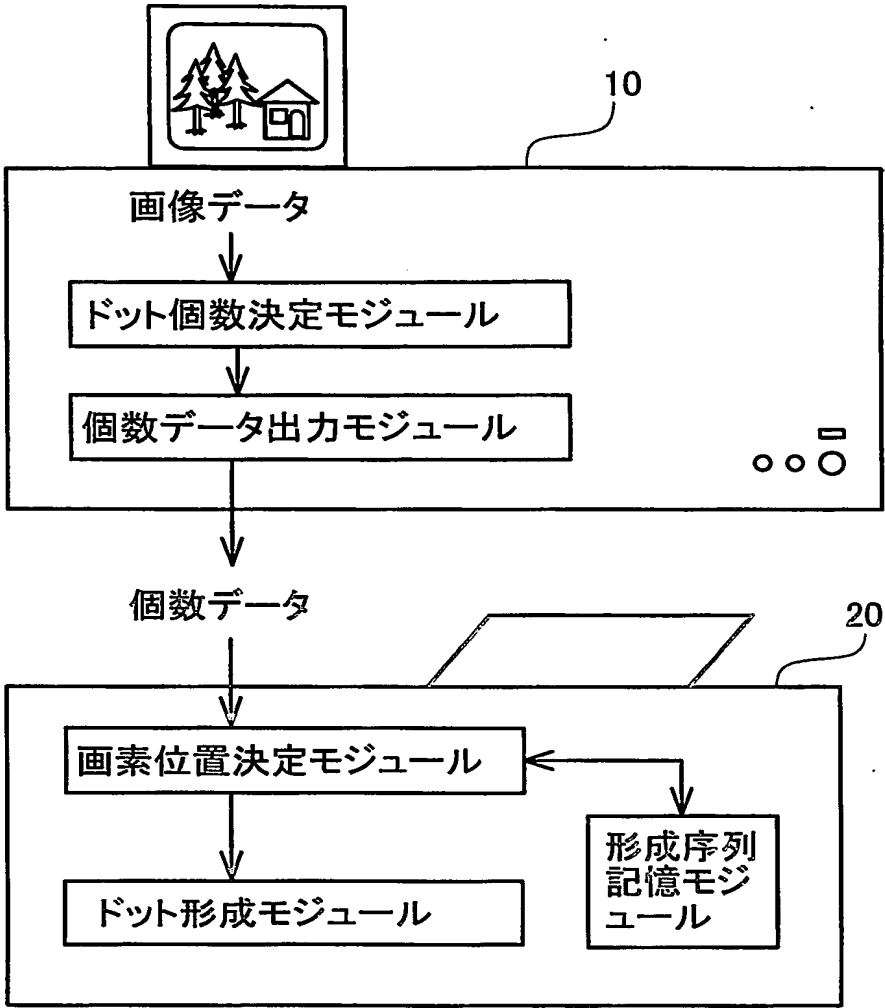 10
画像データ
ドット個数決定モジュール
個数データ出力モジュール
個数データ
20
画素位置決定モジュール
形成序列
記憶モジ
ュール
ドット形成モジュール